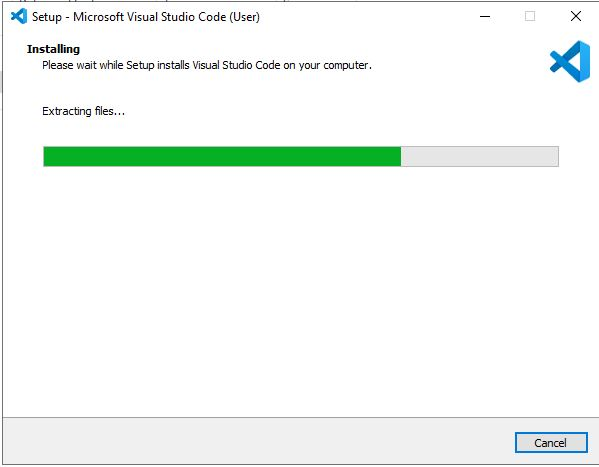 Setup - Microsoft Visual Studio Code (User)
Installing
Please wait while Setup installs Visual Studio Code on your computer.
Extracting files...
Cancel